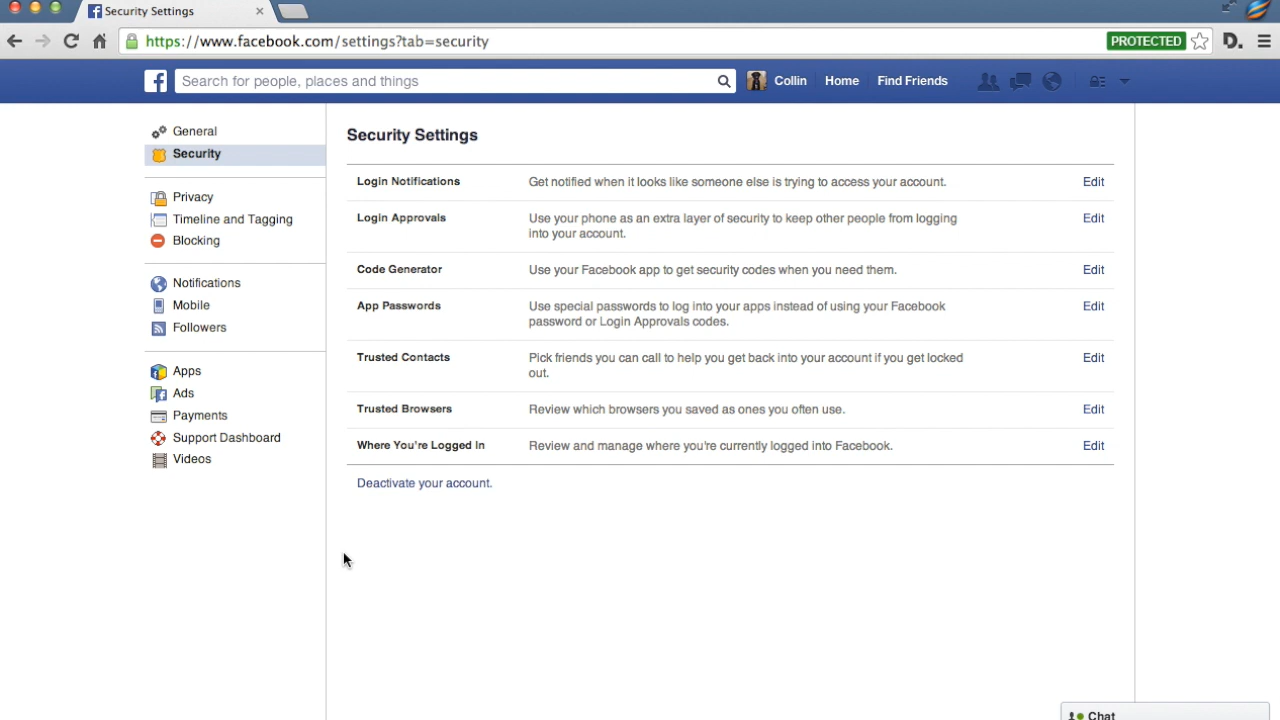 Security Settings
https://www.facebook.com/settings?tab=security
PROTECTED
D.
Search for people, places and things
Collin
Home
Find Friends
General
Security
Privacy
Timeline and Tagging
Blocking
Notifications
Mobile
Followers
Apps
Ads
Payments
Support Dashboard
Videos
Security Settings
Login Notifications
Get notified when it looks like someone else is trying to access your account.
Edit
Login Approvals
Use your phone as an extra layer of security to keep other people from logging
into your account.
Edit
Code Generator
Use your Facebook app to get security codes when you need them.
Edit
App Passwords
Use special passwords to log into your apps instead of using your Facebook
password or Login Approvals codes.
Edit
Trusted Contacts
Pick friends you can call to help you get back into your account if you get locked
out.
Edit
Trusted Browsers
Review which browsers you saved as ones you often use.
Edit
Where You're Logged In
Review and manage where you're currently logged into Facebook.
Edit
Deactivate your account.
Chat